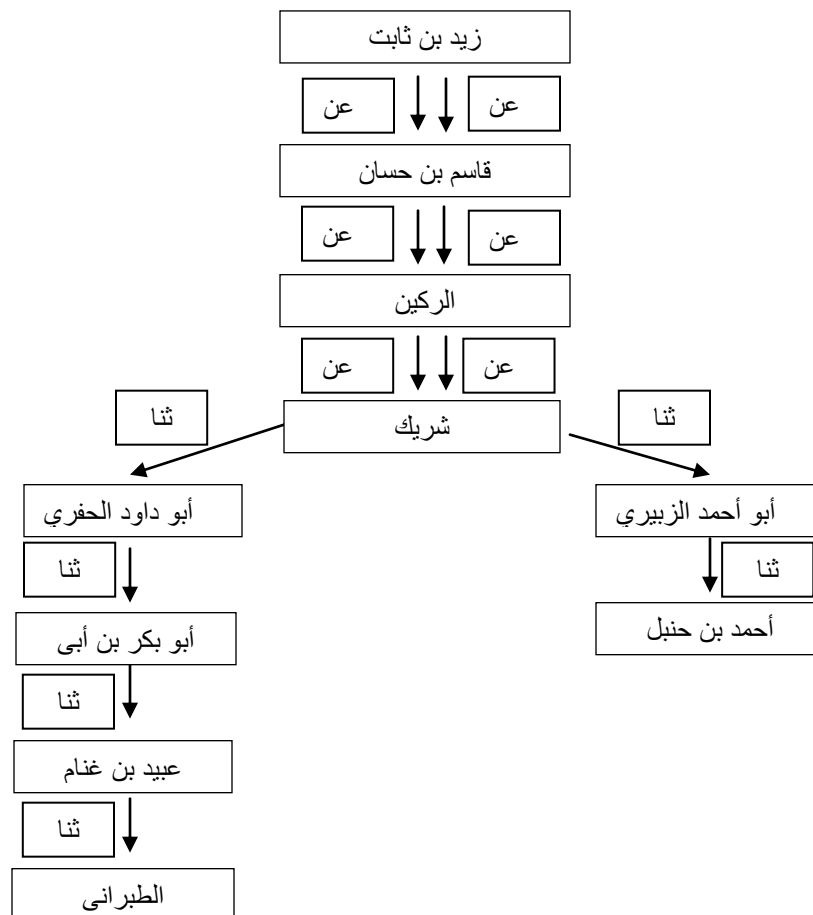 زيد بن ثابت
عن
عن
قاسم بن حسان
عن
عن
الركين
عن
عن
شريك
ثنا
ثنا
أبو أحمد الزبيري
أبو داود الحفري
ثنا
ثنا
أحمد بن حنبل
أبو بكر بن أبى
ثنا
عبيد بن غنام
ثنا
الطبرانى